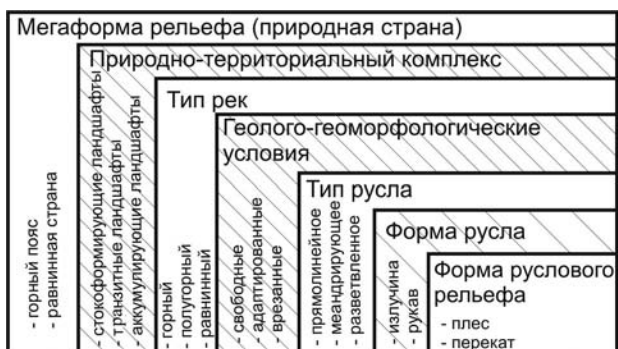 Мегаформа рельефа (природная страна)
- горный пояс
- равнинная страна
Природно-территориальный комплекс
- стокоформирующие ландшафты
- транзитные ландшафты
- аккумулирующие ландшафты
Тип рек
- горный
- полугорный
- равнинный
Геолого-геоморфологические
условия
- свободные
- адаптированные
- врезанные
Тип русла
- прямолинейное
- меандрирующее
- разветвленное
Форма русла
- излучина
- рукав
Форма руслового
рельефа
- плес
- перекат